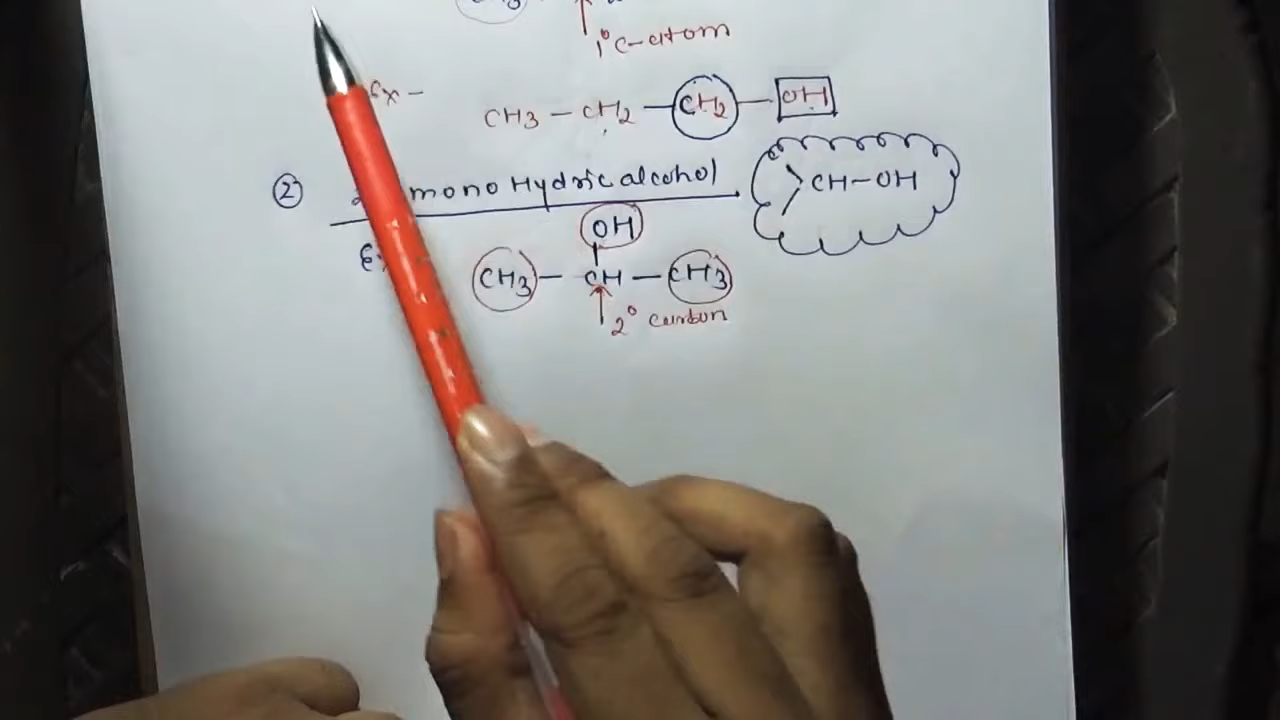 1° C-atom
Ex -
CH3 - CH2 - CH2 - OH
② mono Hydric alcohol
>CH-OH
OH
CH3 - CH - CH3
2° carbon